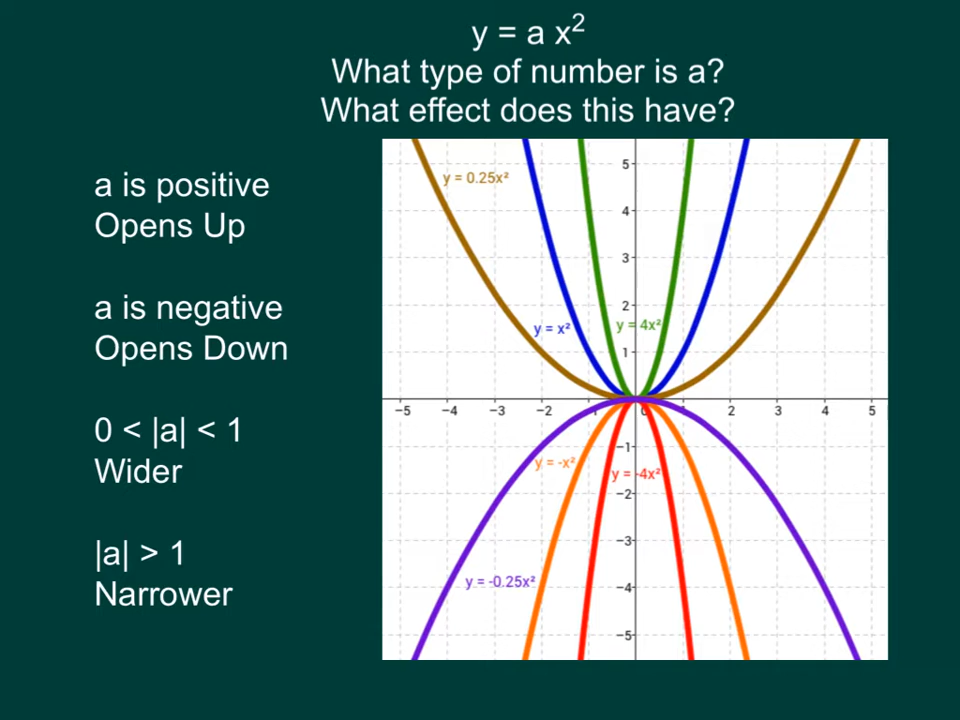 y = a x²
What type of number is a?
What effect does this have?
a is positive
Opens Up
a is negative
Opens Down
0 < |a| < 1
Wider
|a| > 1
Narrower
y = 0.25x²
y = x²
y = 4x²
y = -x²
y = -4x²
y = -0.25x²
5
4
3
2
1
−5 −4 −3 −2 −1 0 2 3 4 5
−1
−2
−3
−4
−5